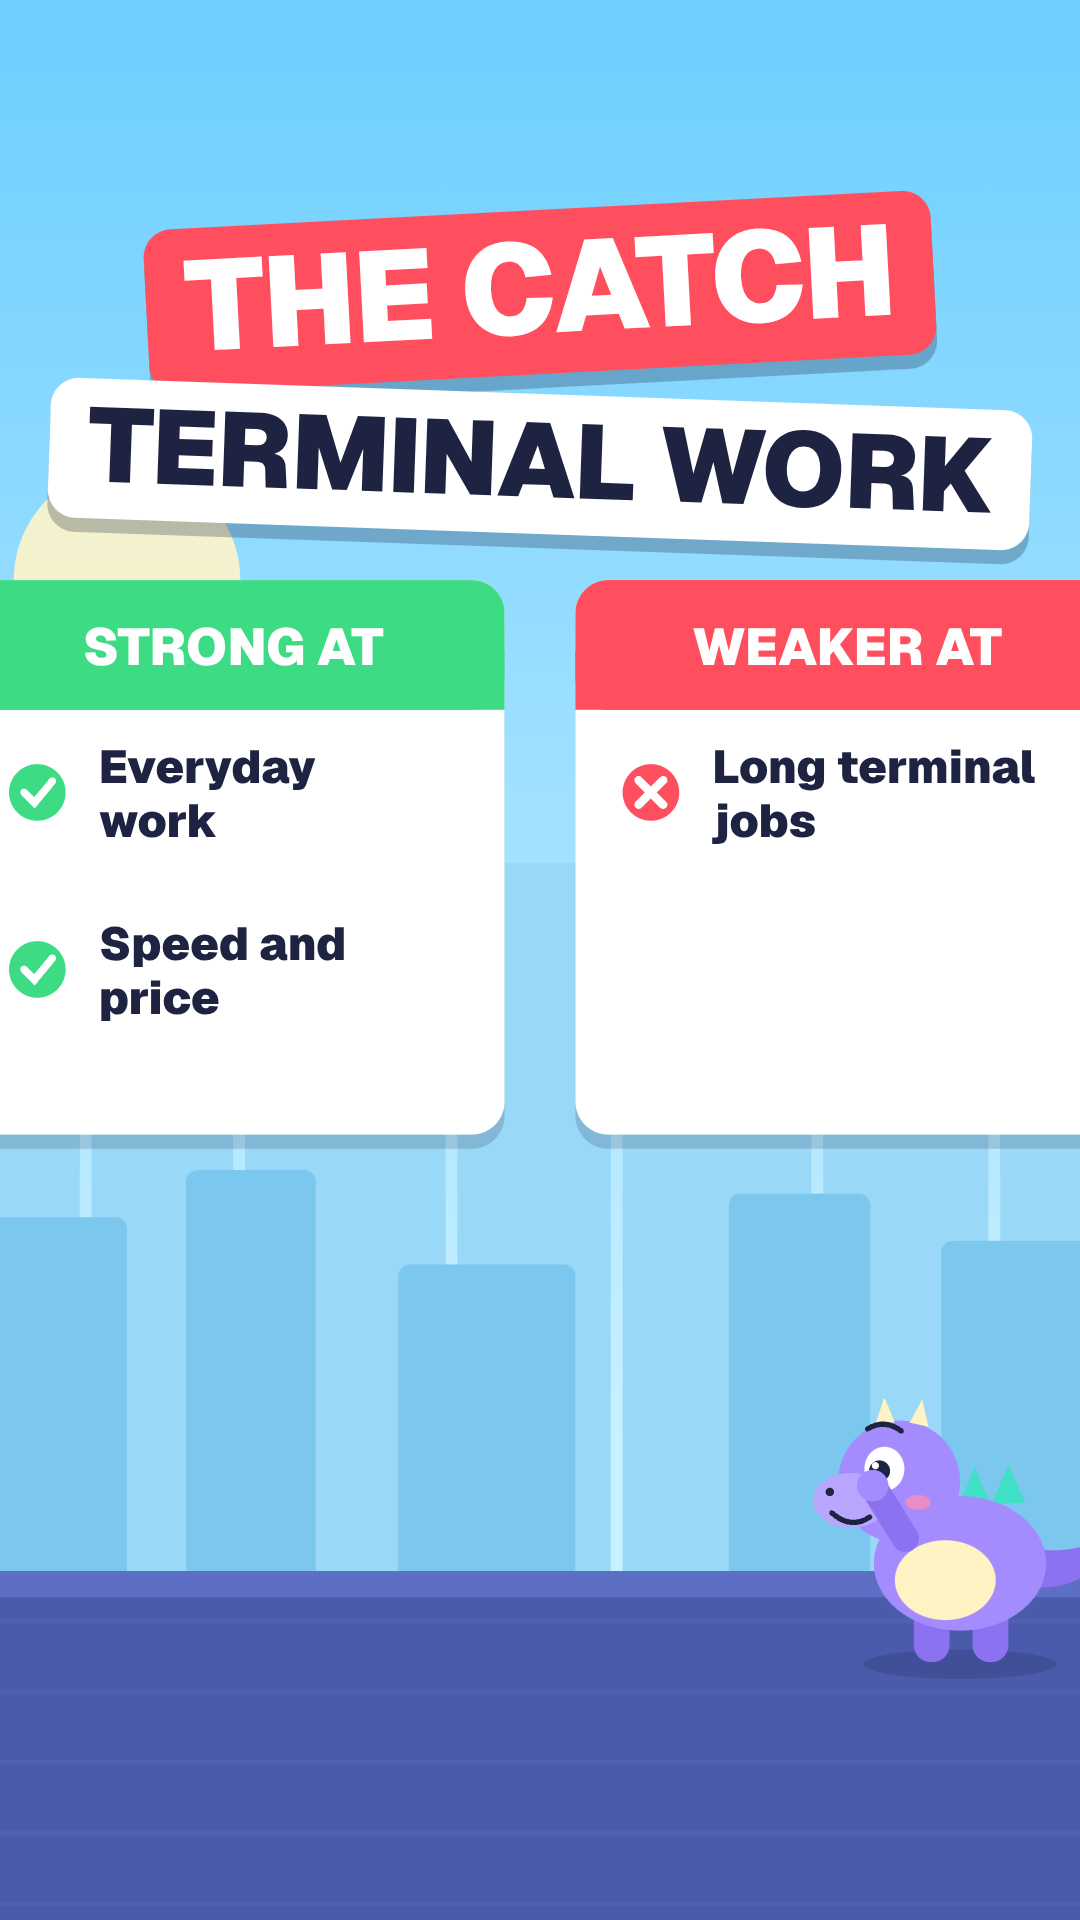 THE CATCH
TERMINAL WORK
STRONG AT
Everyday
work
Speed and
price
WEAKER AT
Long terminal
jobs